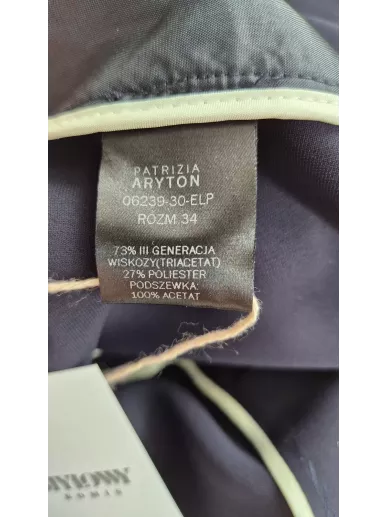 PATRIZIA
ARYTON
06239-30-ELP
ROZM.34
73% III GENERACJA
WISKOZY(TRIACETAT)
27% POLIESTER
PODSZEWKA:
100% ACETAT